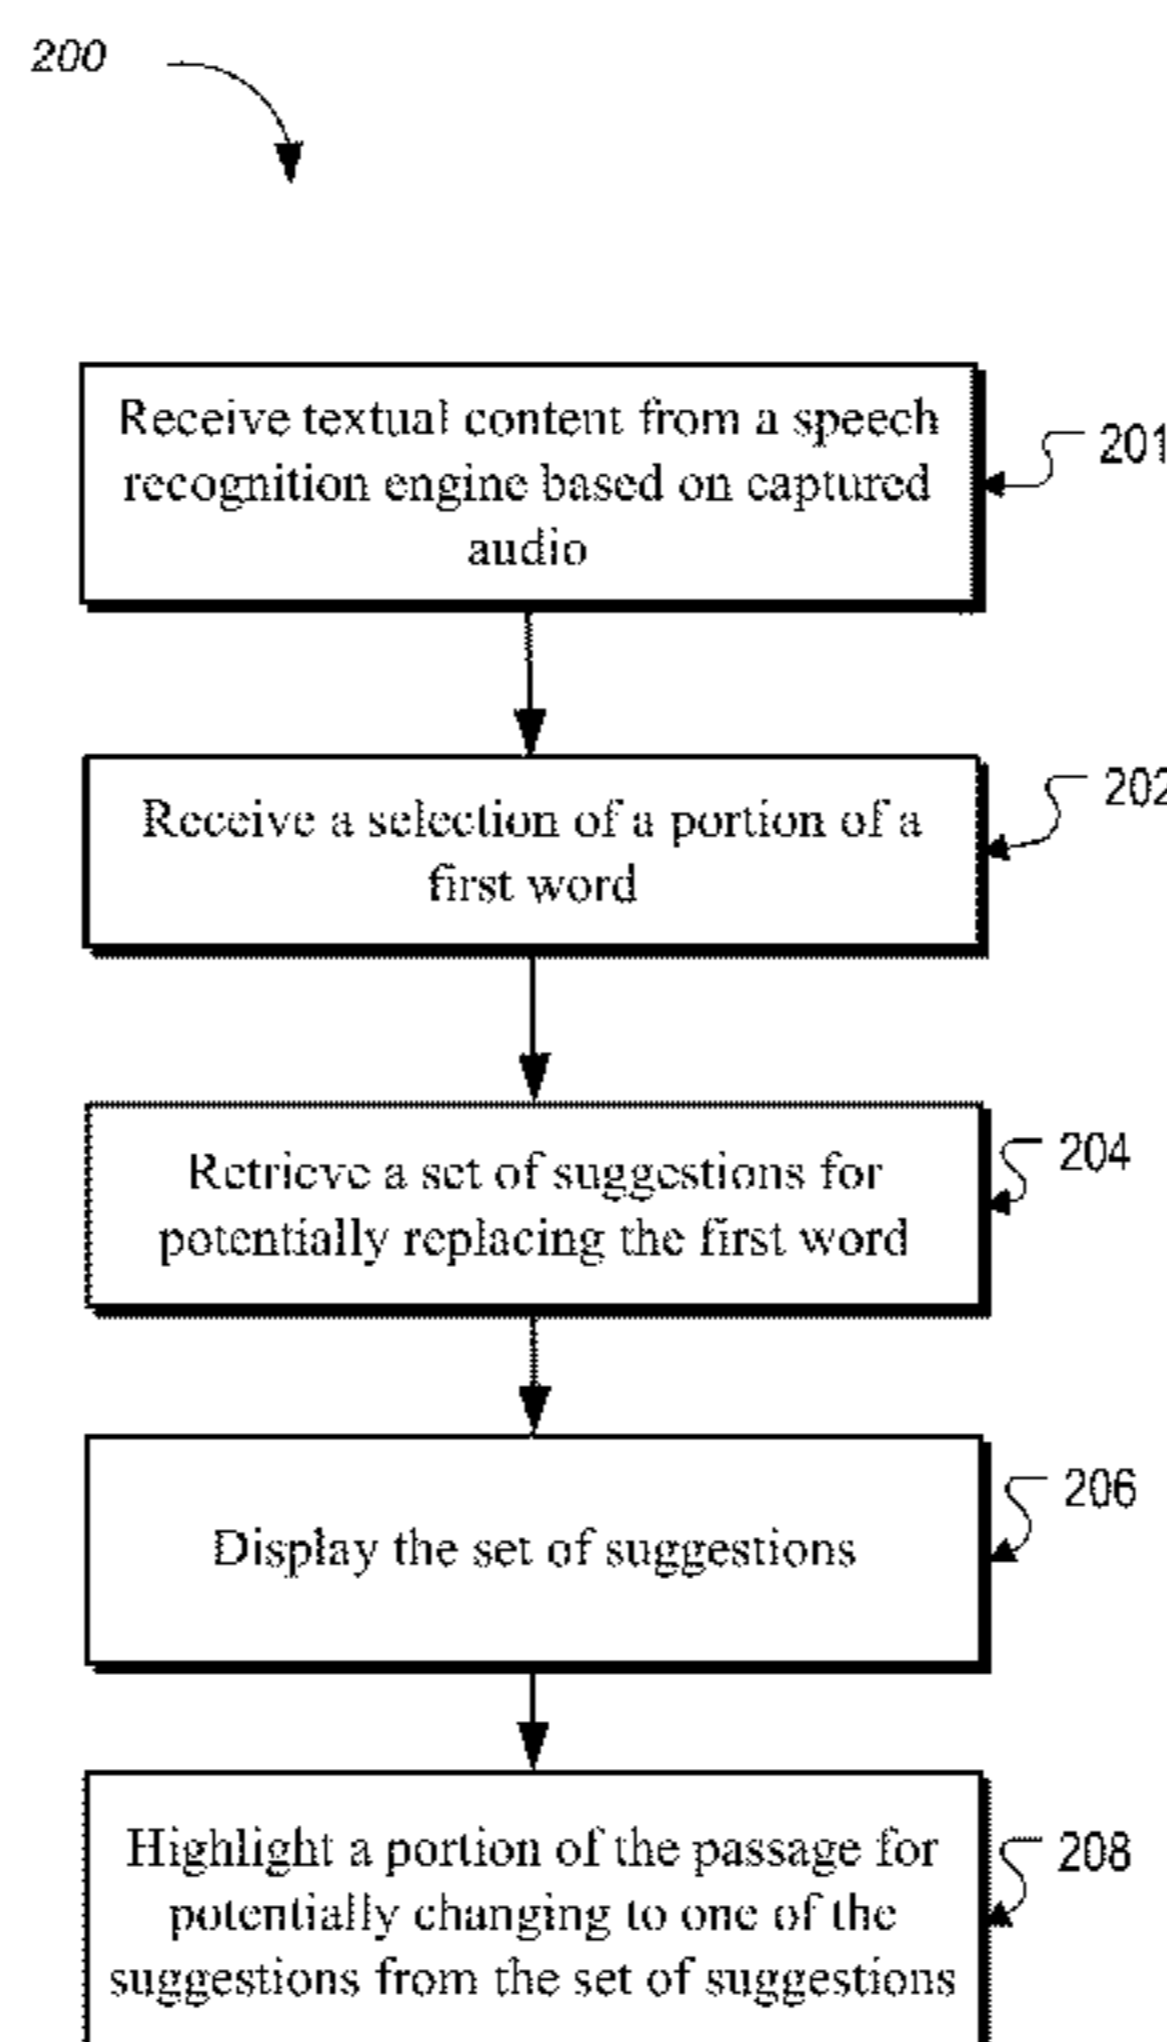 200
Receive textual content from a speech
recognition engine based on captured
audio
201
Receive a selection of a portion of a
first word
202
Retrieve a set of suggestions for
potentially replacing the first word
204
Display the set of suggestions
206
Highlight a portion of the passage for
potentially changing to one of the
suggestions from the set of suggestions
208